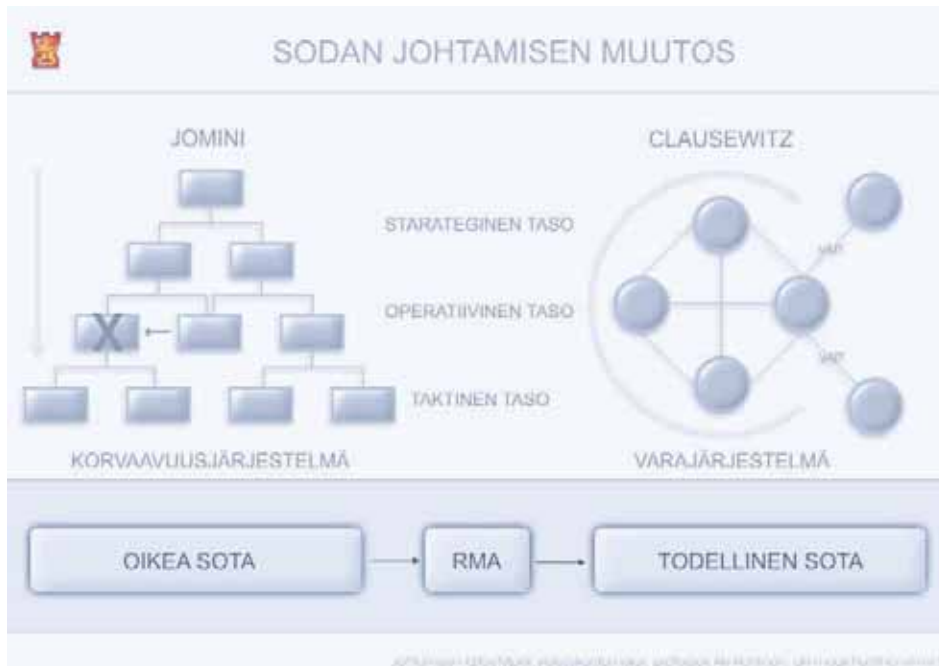 SODAN JOHTAMISEN MUUTOS
JOMINI
CLAUSEWITZ
STARATEGINEN TASO
OPERATIIVINEN TASO
TAKTINEN TASO
X
KORVAAVUUSJÄRJESTELMÄ
VARAJÄRJESTELMÄ
OIKEA SOTA
RMA
TODELLINEN SOTA